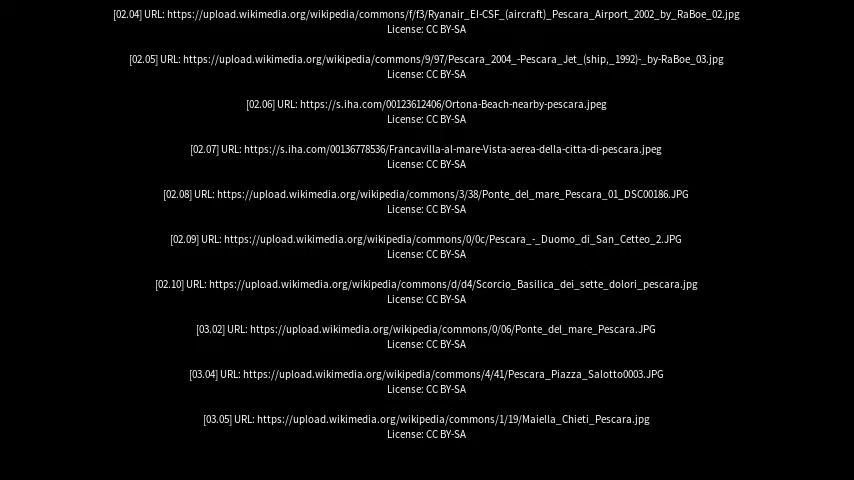 [02.04] URL: https://upload.wikimedia.org/wikipedia/commons/f/f3/Ryanair_EI-CSF_(aircraft)_Pescara_Airport_2002_by_RaBoe_02.jpg
License: CC BY-SA
[02.05] URL: https://upload.wikimedia.org/wikipedia/commons/9/97/Pescara_2004_-Pescara_Jet_(ship,_1992)-_by-RaBoe_03.jpg
License: CC BY-SA
[02.06] URL: https://s.iha.com/00123612406/Ortona-Beach-nearby-pescara.jpeg
License: CC BY-SA
[02.07] URL: https://s.iha.com/00136778536/Francavilla-al-mare-Vista-aerea-della-citta-di-pescara.jpeg
License: CC BY-SA
[02.08] URL: https://upload.wikimedia.org/wikipedia/commons/3/38/Ponte_del_mare_Pescara_01_DSC00186.JPG
License: CC BY-SA
[02.09] URL: https://upload.wikimedia.org/wikipedia/commons/0/0c/Pescara_-_Duomo_di_San_Cetteo_2.JPG
License: CC BY-SA
[02.10] URL: https://upload.wikimedia.org/wikipedia/commons/d/d4/Scorcio_Basilica_dei_sette_dolori_pescara.jpg
License: CC BY-SA
[03.02] URL: https://upload.wikimedia.org/wikipedia/commons/0/06/Ponte_del_mare_Pescara.JPG
License: CC BY-SA
[03.04] URL: https://upload.wikimedia.org/wikipedia/commons/4/41/Pescara_Piazza_Salotto0003.JPG
License: CC BY-SA
[03.05] URL: https://upload.wikimedia.org/wikipedia/commons/1/19/Maiella_Chieti_Pescara.jpg
License: CC BY-SA